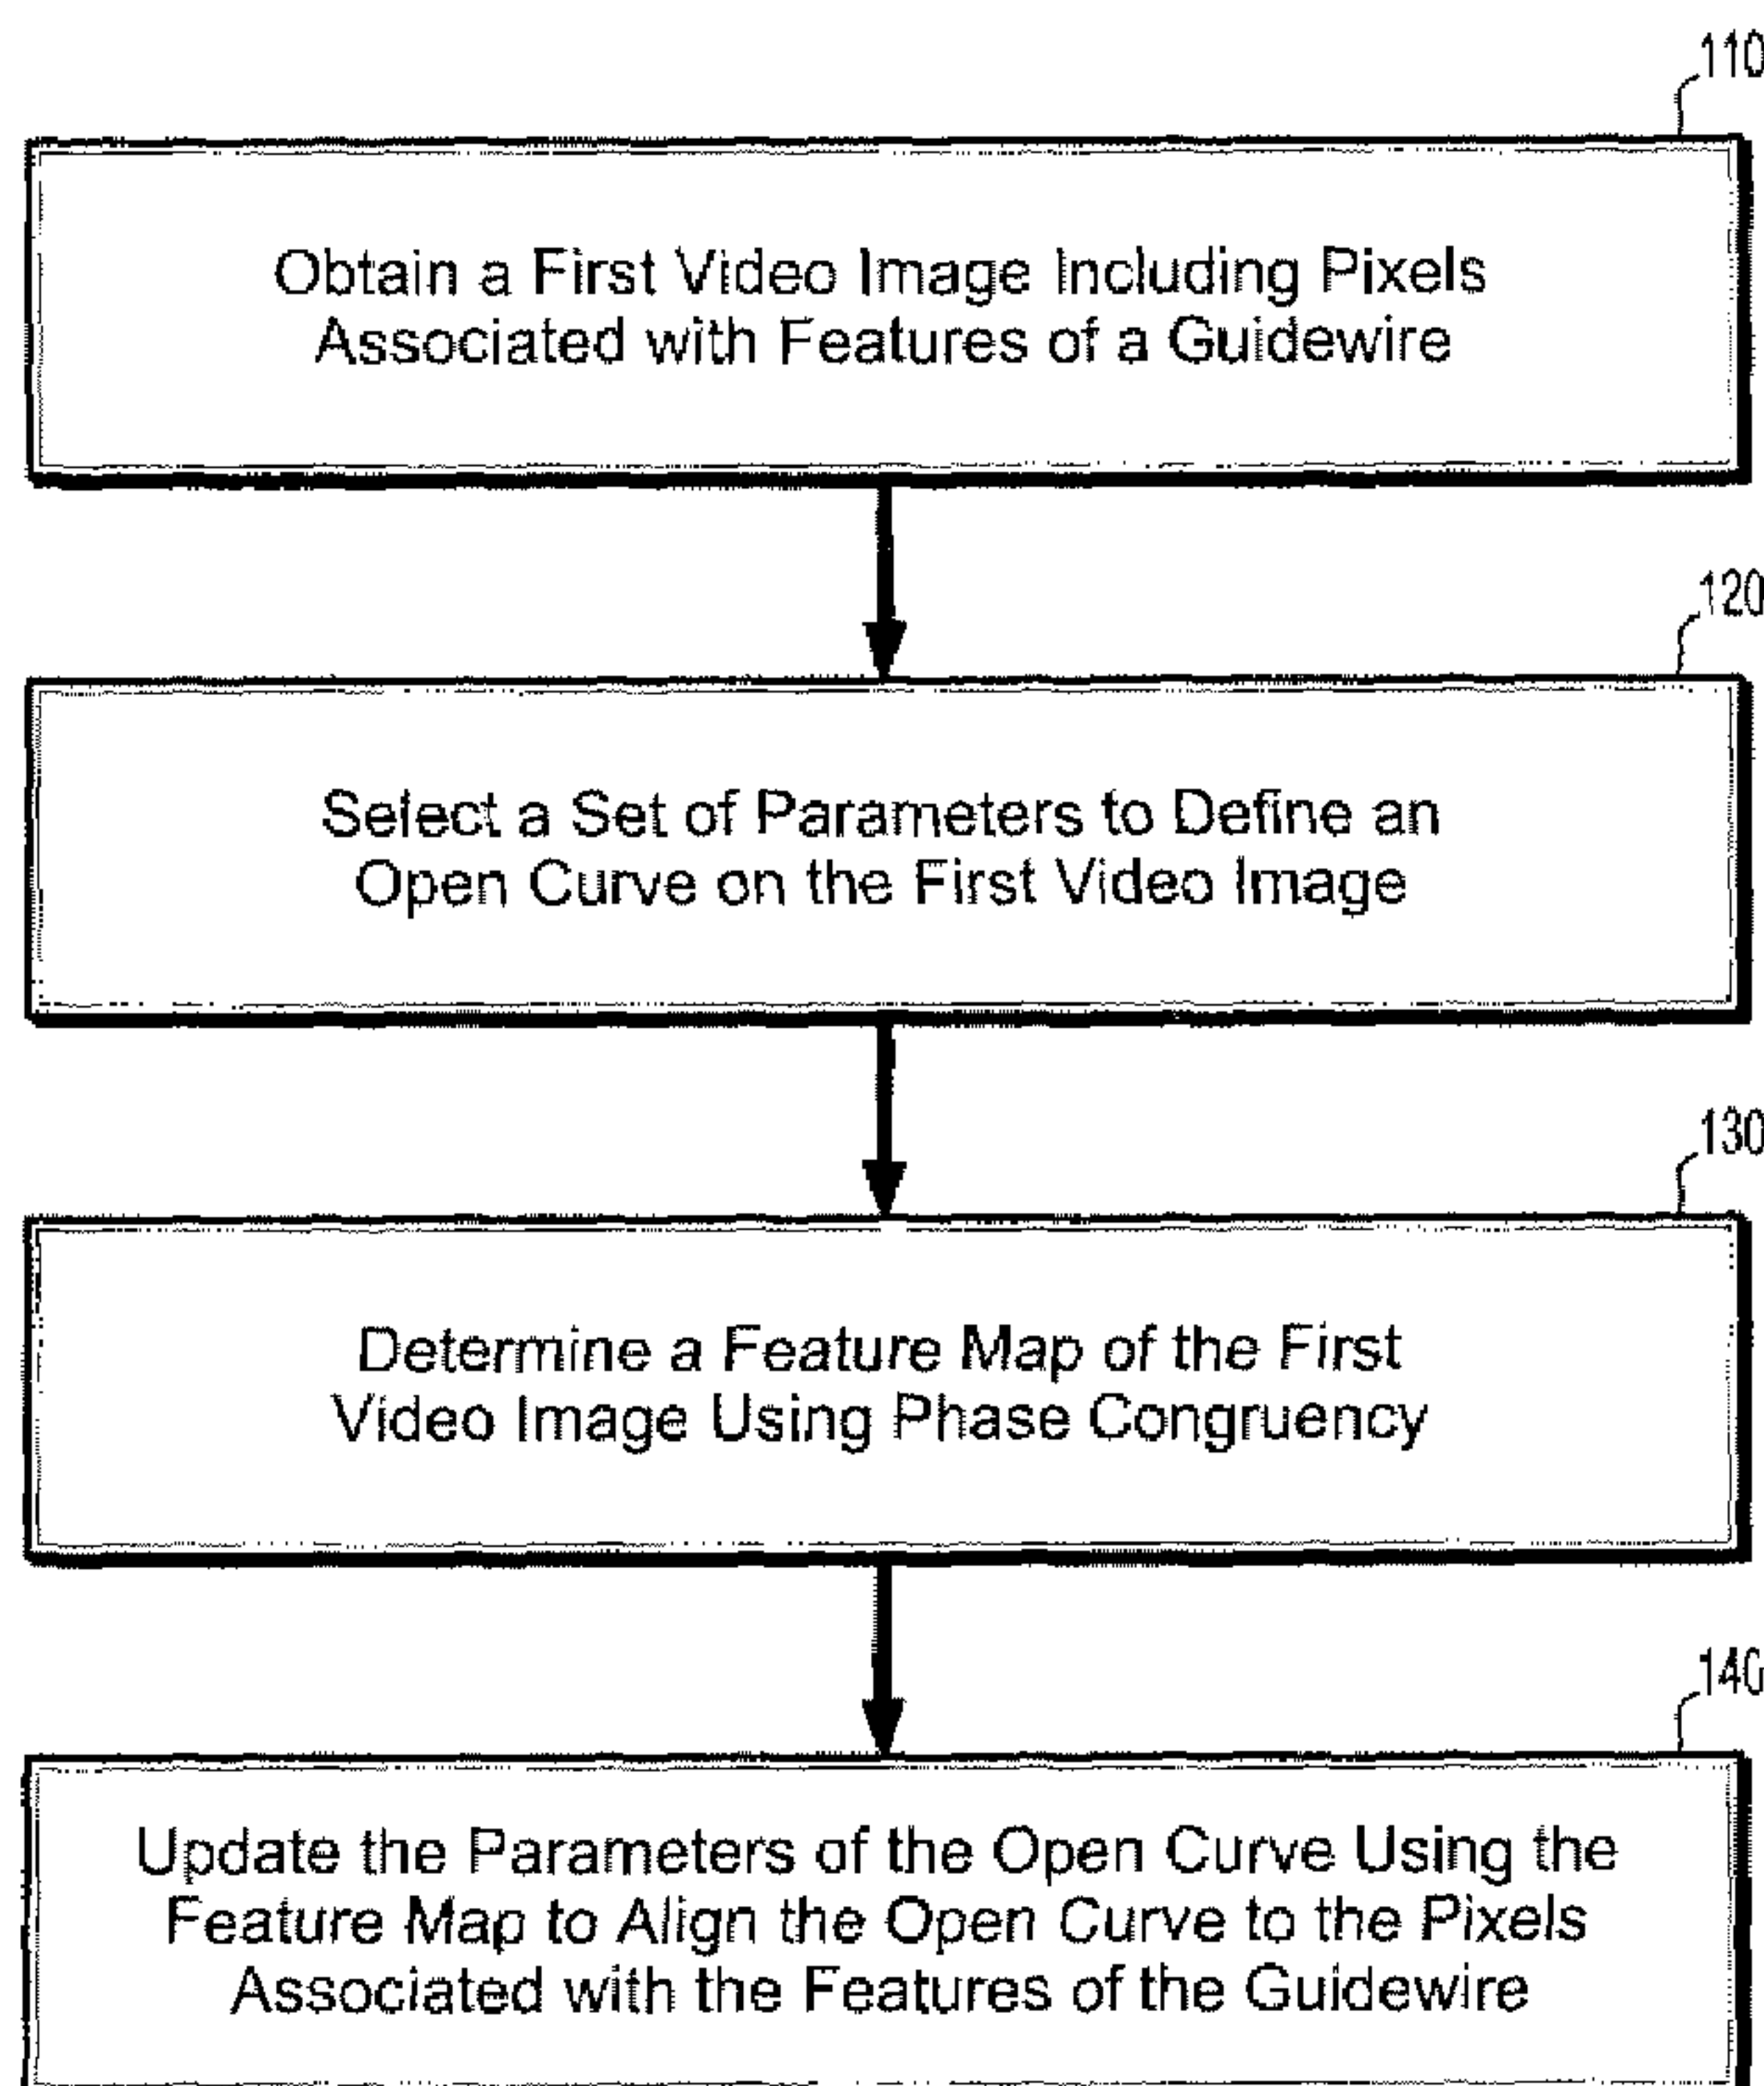 110
Obtain a First Video Image Including Pixels
Associated with Features of a Guidewire
120
Select a Set of Parameters to Define an
Open Curve on the First Video Image
130
Determine a Feature Map of the First
Video Image Using Phase Congruency
140
Update the Parameters of the Open Curve Using the
Feature Map to Align the Open Curve to the Pixels
Associated with the Features of the Guidewire